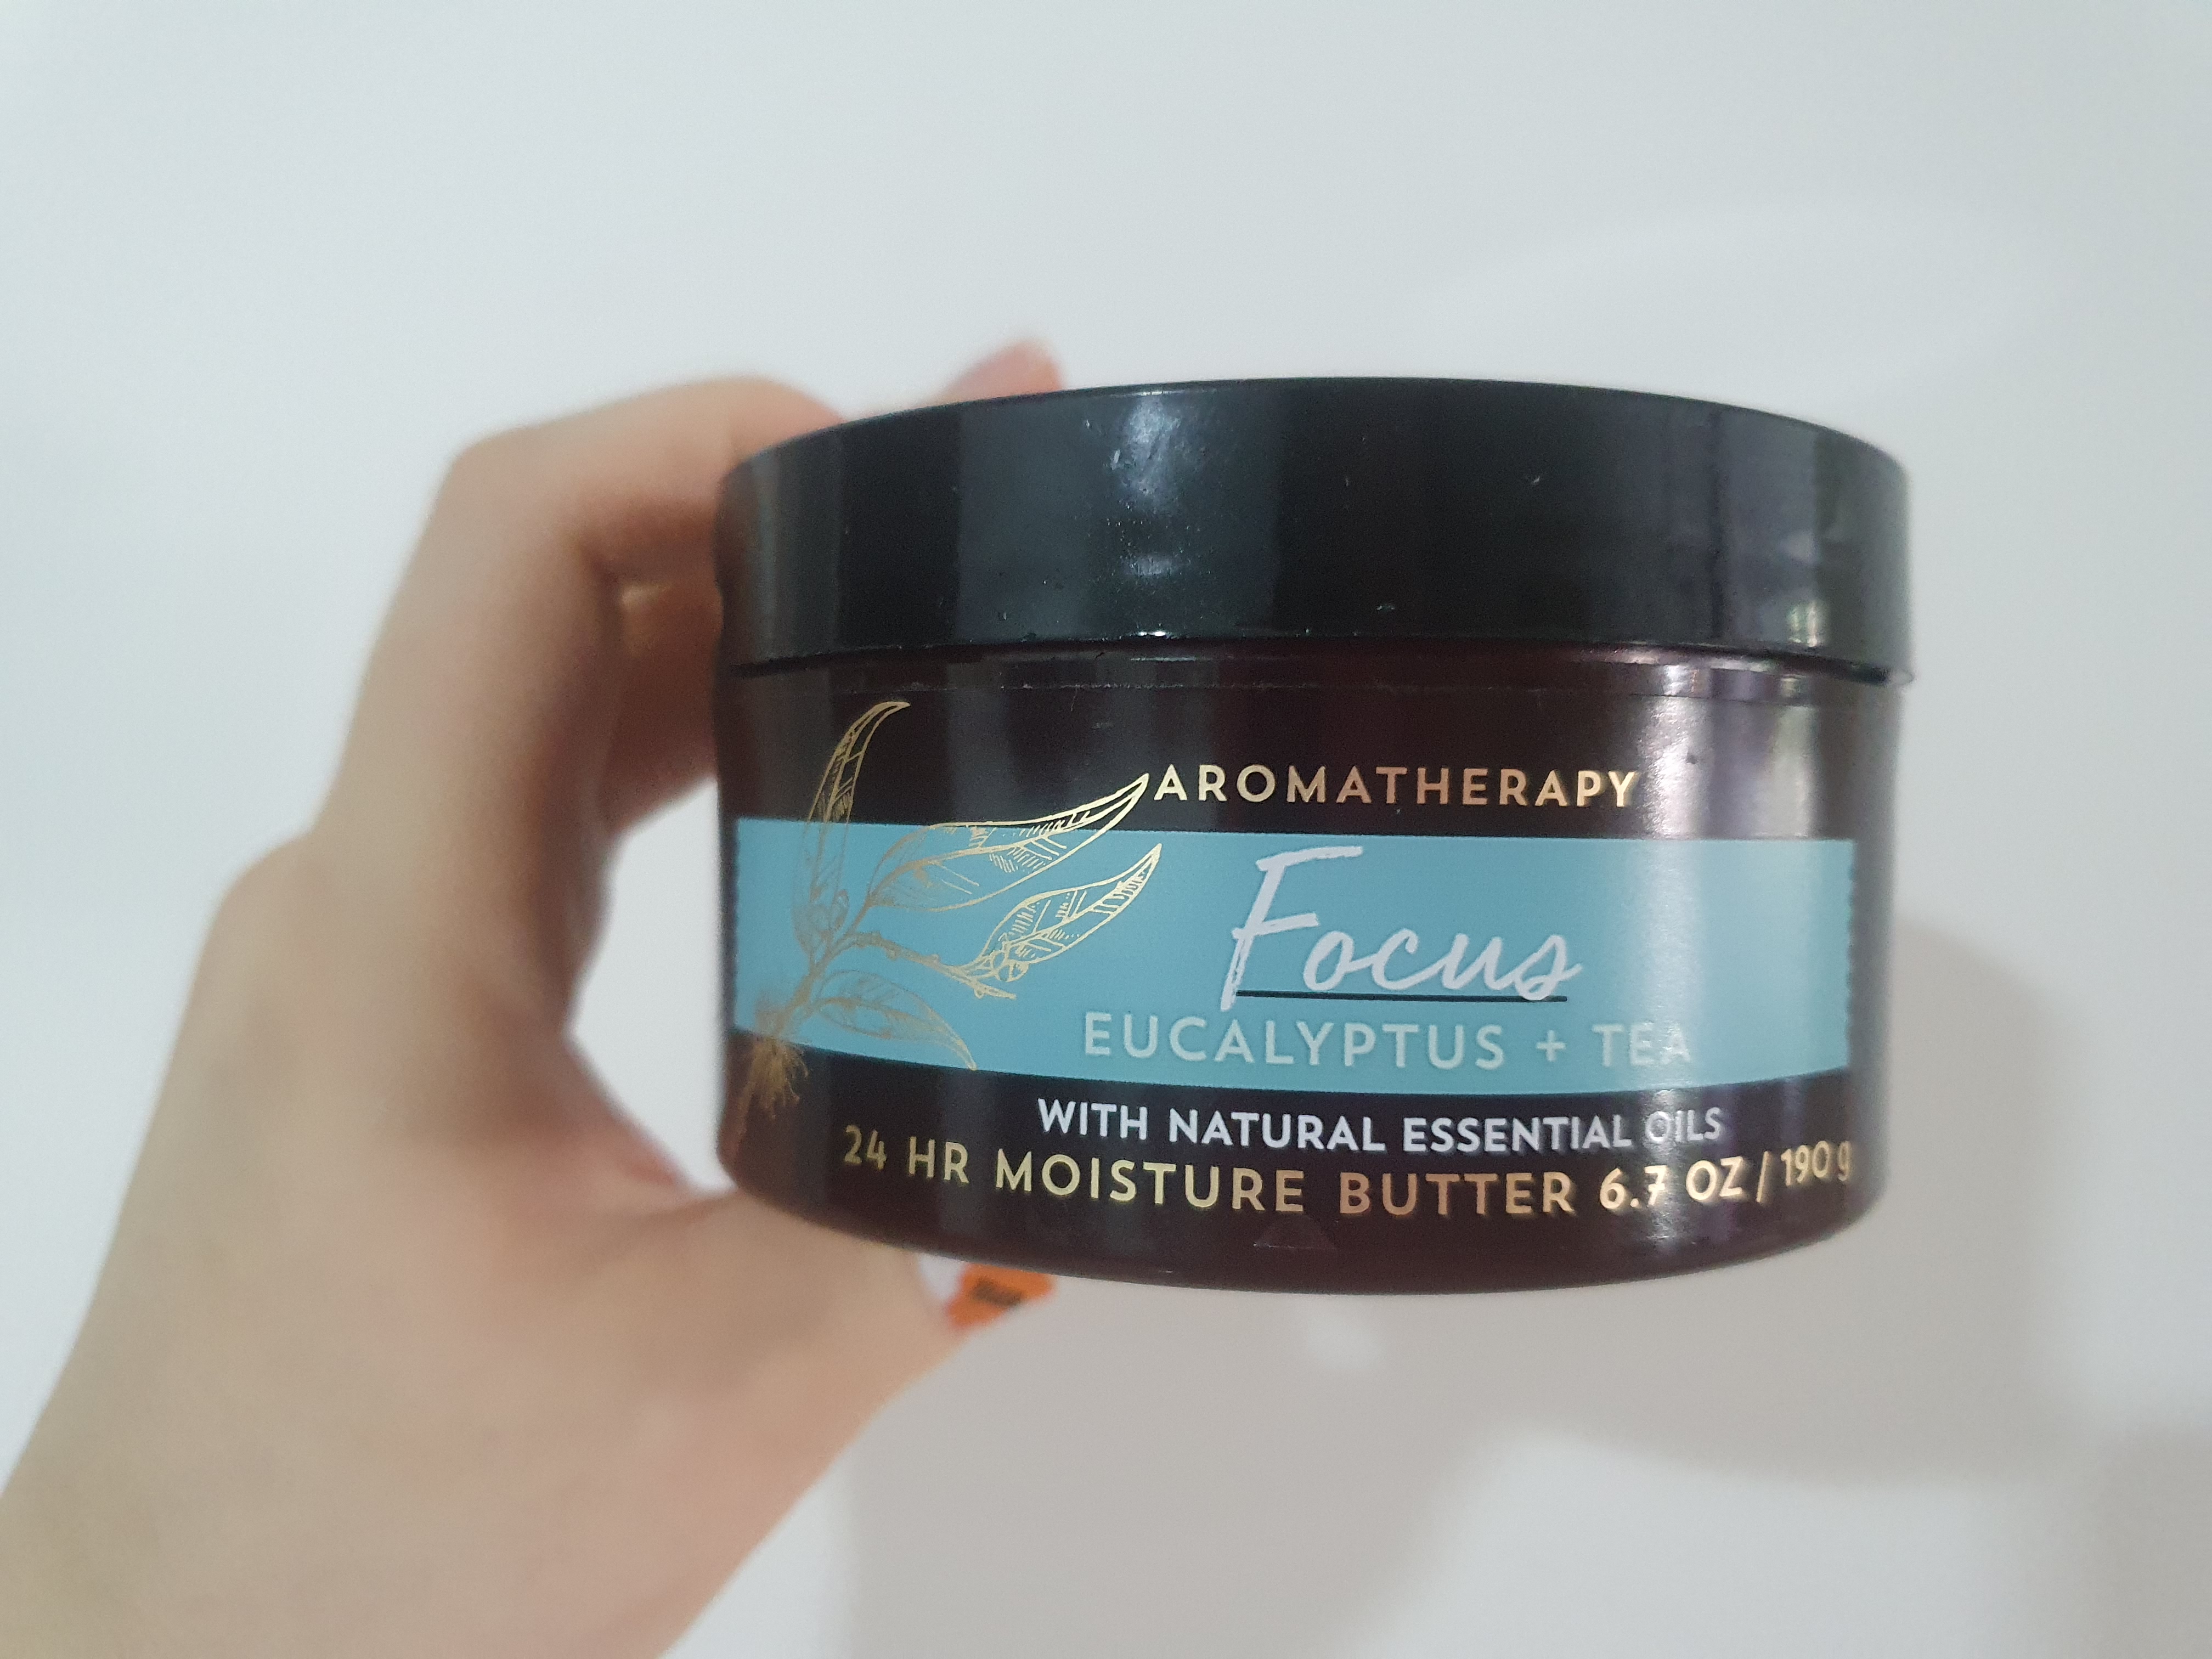 AROMATHERAPY
Focus
EUCALYPTUS + TEA
WITH NATURAL ESSENTIAL OILS
24 HR MOISTURE BUTTER 6.7 OZ / 190 g